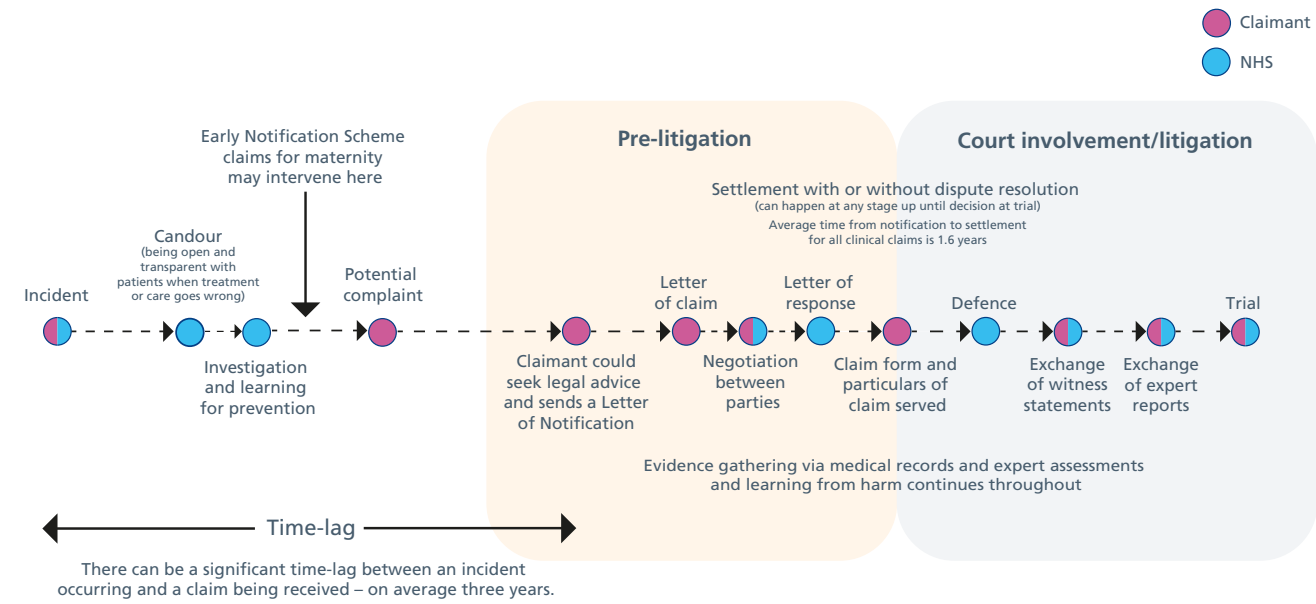 Claimant
NHS
Pre-litigation
Court involvement/litigation
Early Notification Scheme
claims for maternity
may intervene here
Settlement with or without dispute resolution
(can happen at any stage up until decision at trial)
Average time from notification to settlement
for all clinical claims is 1.6 years
Incident
Candour
(being open and
transparent with
patients when treatment
or care goes wrong)
Investigation
and learning
for prevention
Potential
complaint
Claimant could
seek legal advice
and sends a Letter
of Notification
Letter
of claim
Negotiation
between
parties
Letter of
response
Claim form and
particulars of
claim served
Defence
Exchange
of witness
statements
Exchange
of expert
reports
Trial
Evidence gathering via medical records and expert assessments
and learning from harm continues throughout
Time-lag
There can be a significant time-lag between an incident
occurring and a claim being received – on average three years.